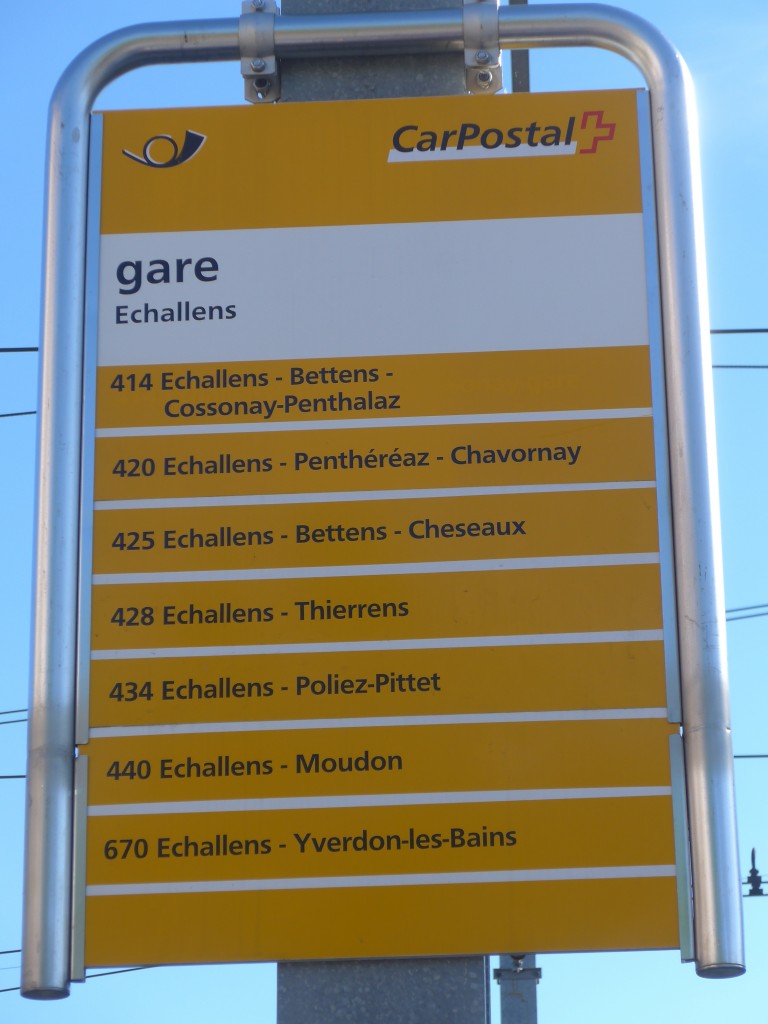 CarPostal
gare
Echallens
414 Echallens - Bettens -
Cossonay-Penthalaz
420 Echallens - Penthéréaz - Chavornay
425 Echallens - Bettens - Cheseaux
428 Echallens - Thierrens
434 Echallens - Poliez-Pittet
440 Echallens - Moudon
670 Echallens - Yverdon-les-Bains